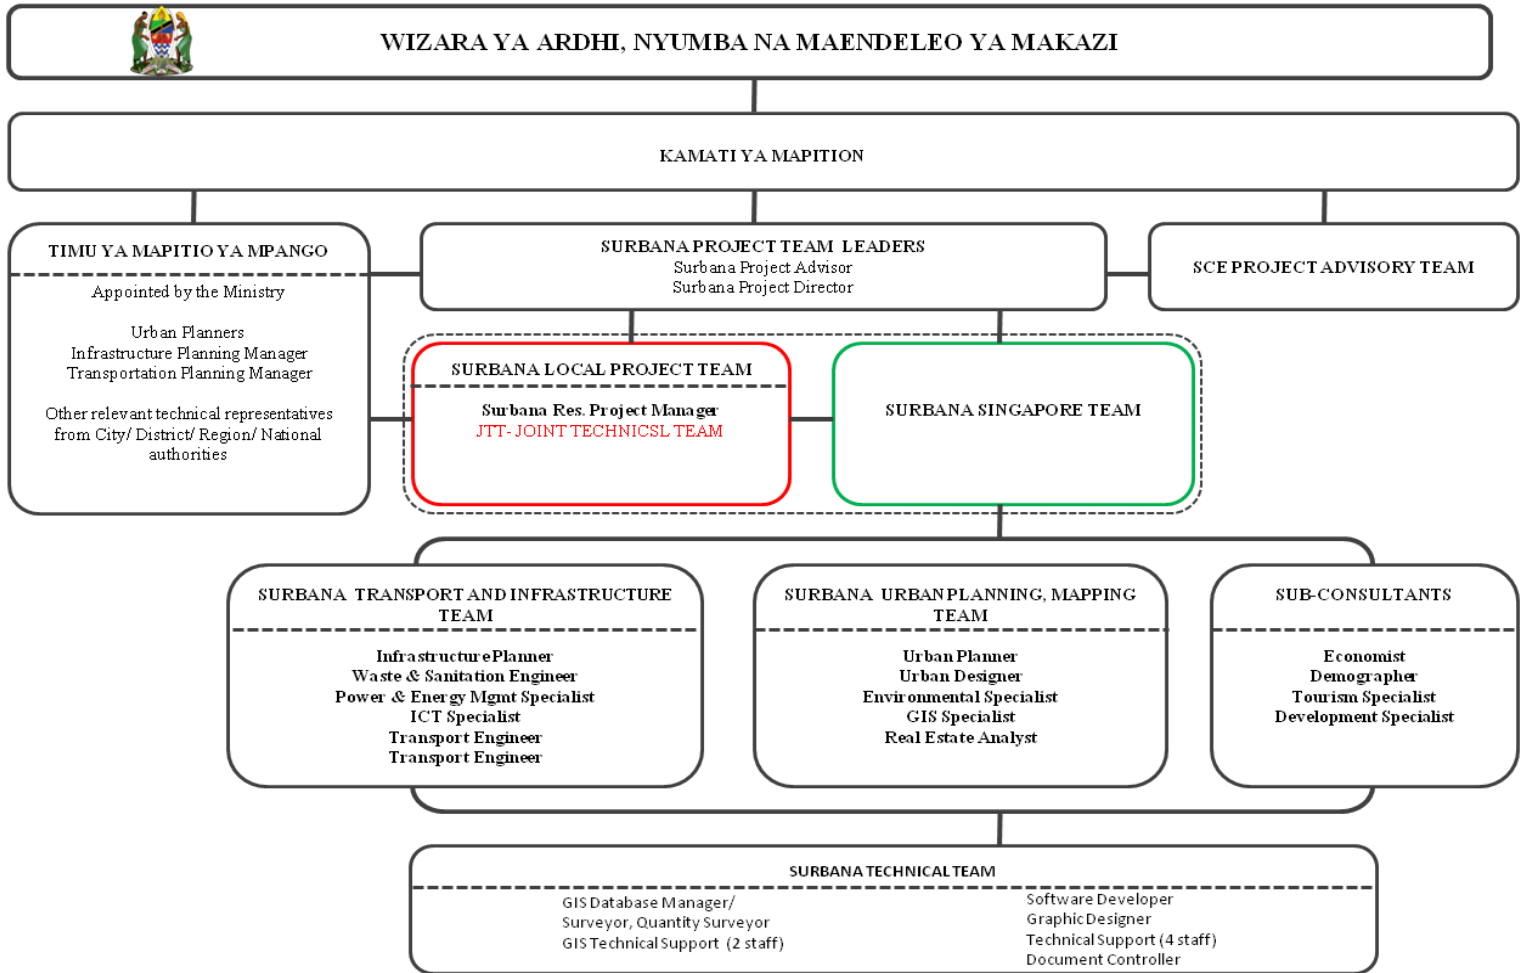 WIZARA YA ARDHI, NYUMBA NA MAENDELEO YA MAKAZI
KAMATI YA MAPITION
TIMU YA MAPITIO YA MPANGO
Appointed by the Ministry
Urban Planners
Infrastructure Planning Manager
Transportation Planning Manager
Other relevant technical representatives
from City/ District/ Region/ National
authorities
SURBANA PROJECT TEAM LEADERS
Surbana Project Advisor
Surbana Project Director
SCE PROJECT ADVISORY TEAM
SURBANA LOCAL PROJECT TEAM
Surbana Res. Project Manager
JTT- JOINT TECHNICSL TEAM
SURBANA SINGAPORE TEAM
SURBANA TRANSPORT AND INFRASTRUCTURE
TEAM
Infrastructure Planner
Waste & Sanitation Engineer
Power & Energy Mgmt Specialist
ICT Specialist
Transport Engineer
Transport Engineer
SURBANA URBAN PLANNING, MAPPING
TEAM
Urban Planner
Urban Designer
Environmental Specialist
GIS Specialist
Real Estate Analyst
SUB-CONSULTANTS
Economist
Demographer
Tourism Specialist
Development Specialist
SURBANA TECHNICAL TEAM
GIS Database Manager/
Surveyor, Quantity Surveyor
GIS Technical Support (2 staff)
Software Developer
Graphic Designer
Technical Support (4 staff)
Document Controller